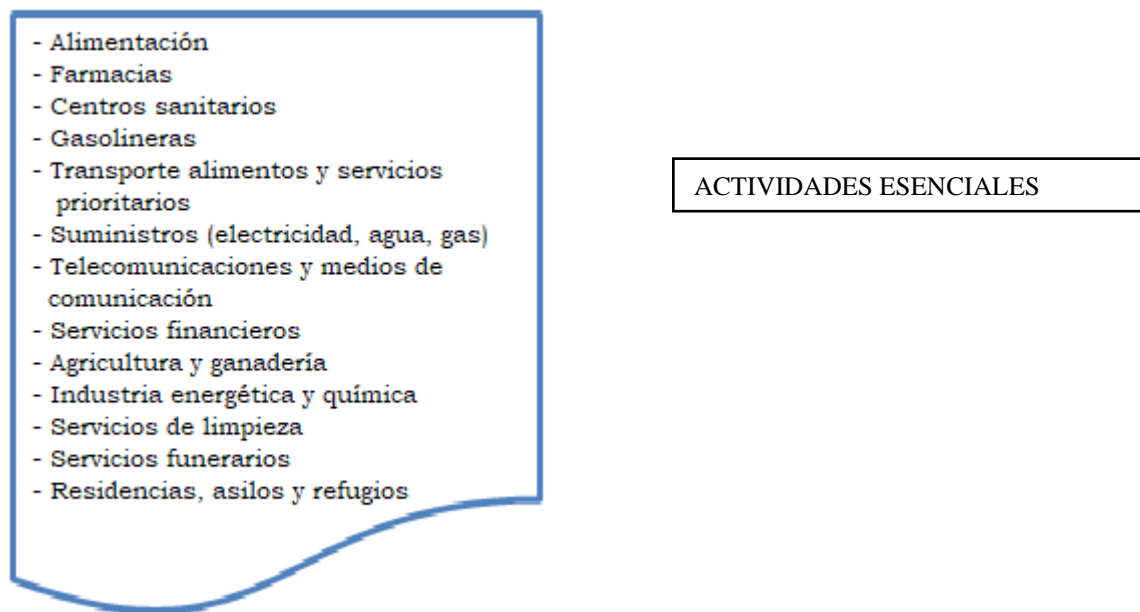 - Alimentación
- Farmacias
- Centros sanitarios
- Gasolineras
- Transporte alimentos y servicios
prioritarios
- Suministros (electricidad, agua, gas)
- Telecomunicaciones y medios de
comunicación
- Servicios financieros
- Agricultura y ganadería
- Industria energética y química
- Servicios de limpieza
- Servicios funerarios
- Residencias, asilos y refugios
ACTIVIDADES ESENCIALES